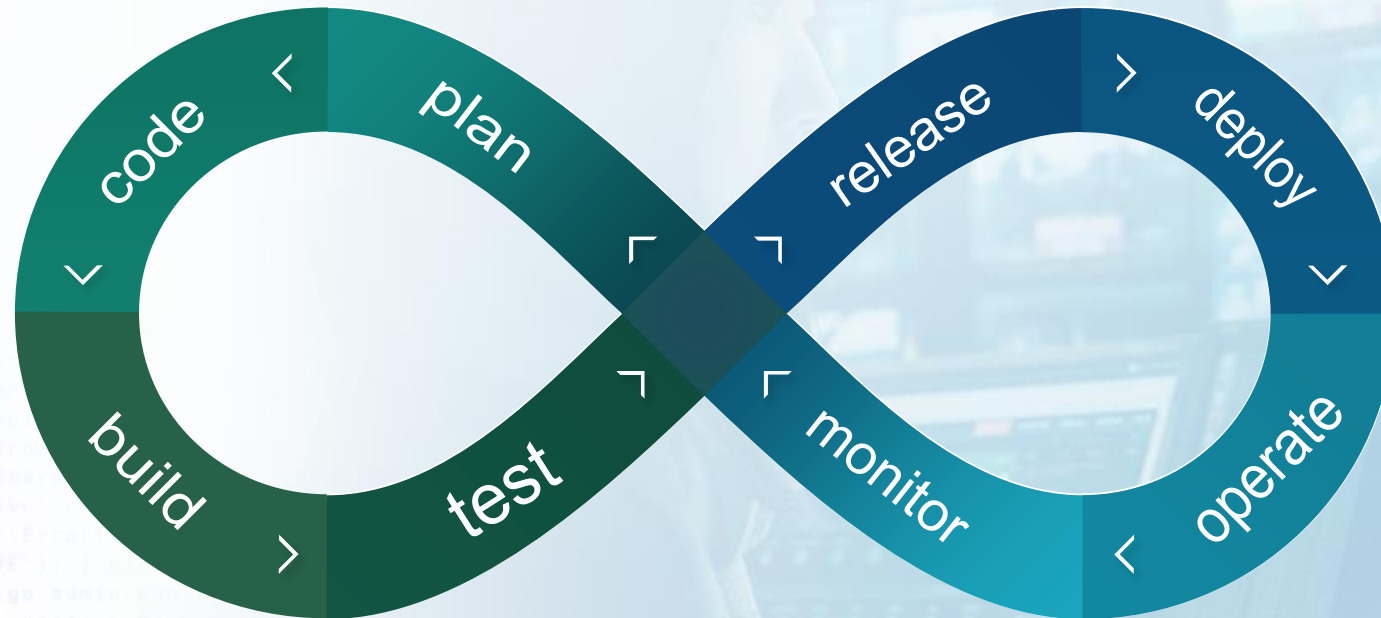 plan
code
build
test
release
deploy
operate
monitor